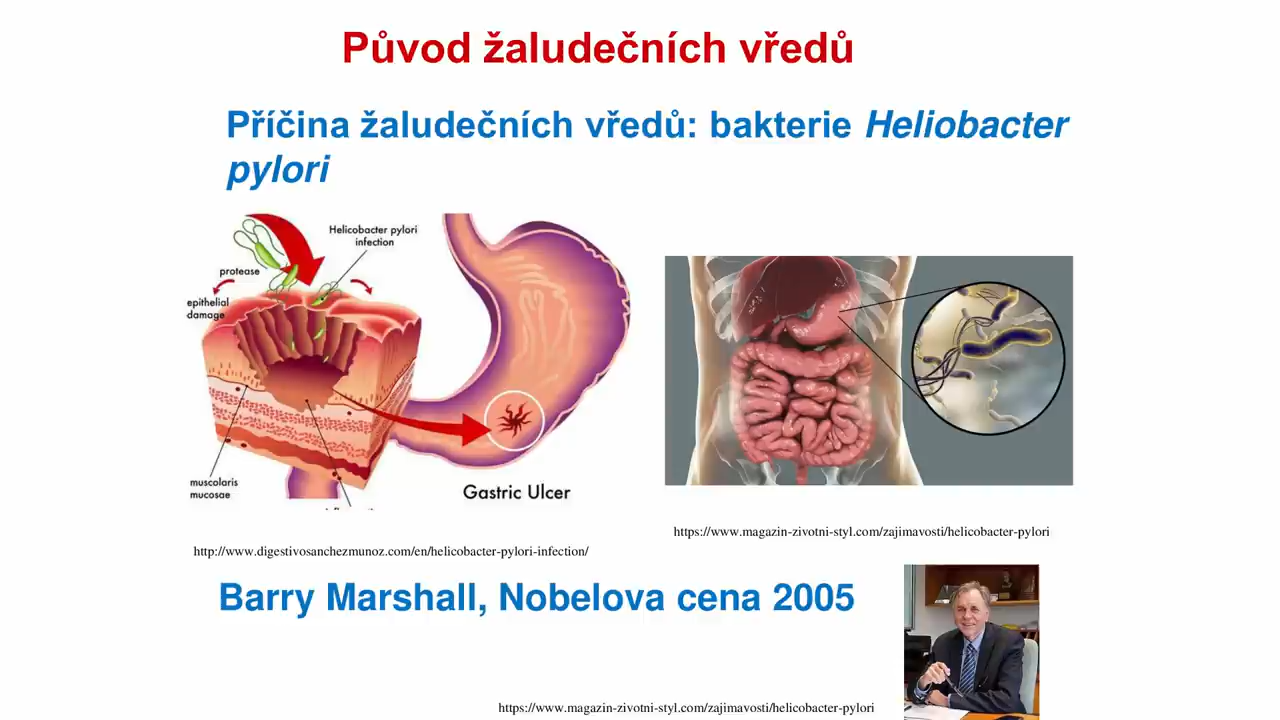 Původ žaludečních vředů
Příčina žaludečních vředů: bakterie Heliobacter
pylori
Helicobacter pylori
infection
protease
epithelial
damage
muscolaris
mucosae
Gastric Ulcer
https://www.magazin-zivotni-styl.com/zajimavosti/helicobacter-pylori
http://www.digestivosanchezmunoz.com/en/helicobacter-pylori-infection/
Barry Marshall, Nobelova cena 2005
https://www.magazin-zivotni-styl.com/zajimavosti/helicobacter-pylori